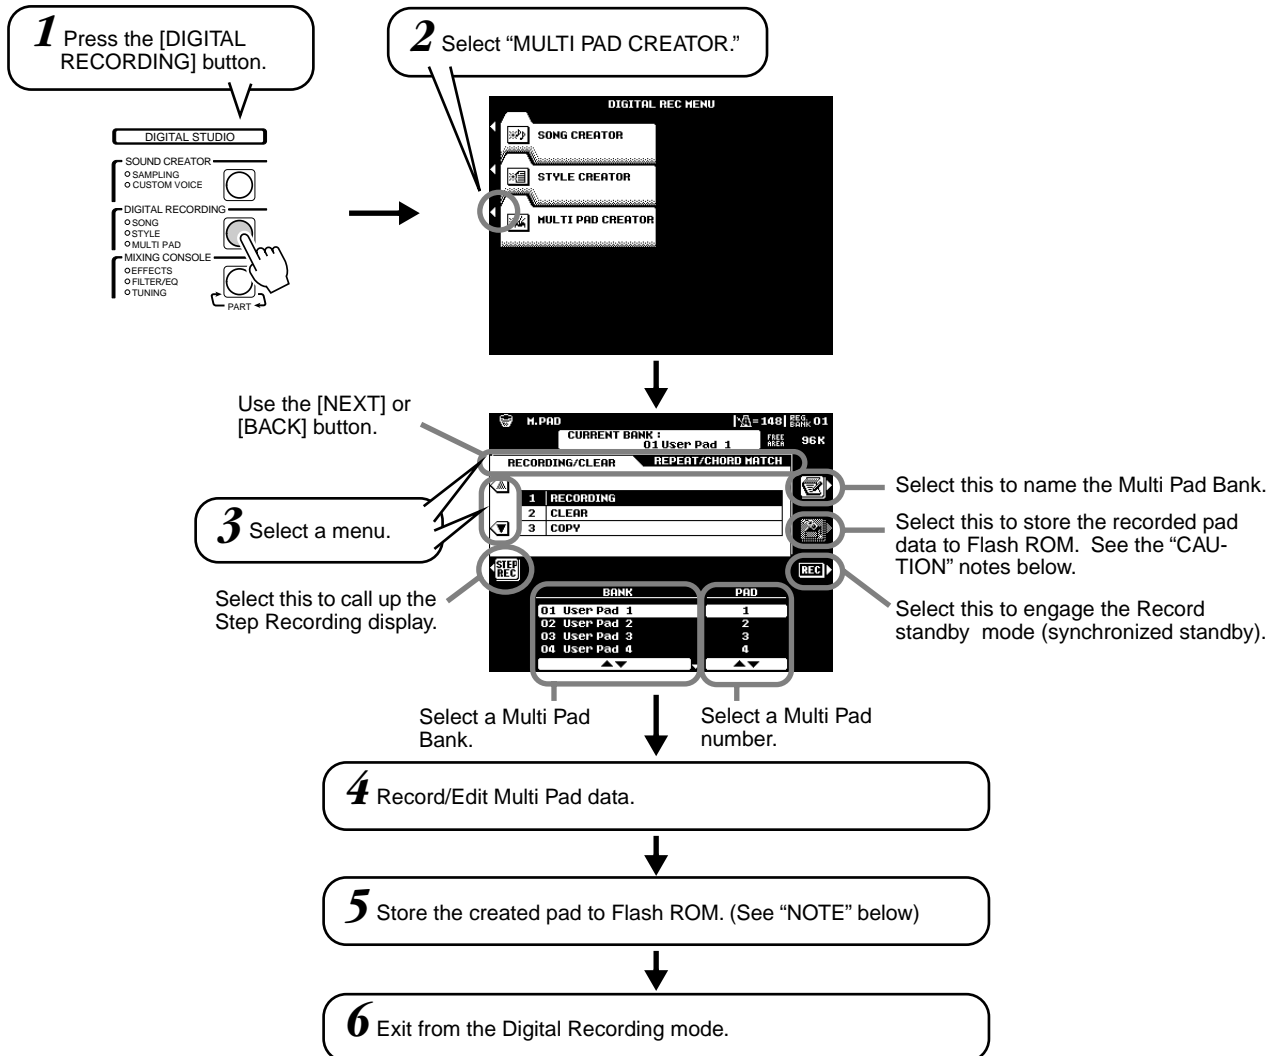 1 Press the [DIGITAL
RECORDING] button.
2 Select “MULTI PAD CREATOR.”
DIGITAL STUDIO
SOUND CREATOR
SAMPLING
CUSTOM VOICE
DIGITAL RECORDING
SONG
STYLE
MULTI PAD
MIXING CONSOLE
EFFECTS
FILTER/EQ
TUNING
PART
DIGITAL REC MENU
SONG CREATOR
STYLE CREATOR
MULTI PAD CREATOR
Use the [NEXT] or
[BACK] button.
M.PAD
=148
REG. BANK 01
CURRENT BANK :
01 User Pad 1
FREE AREA 96K
RECORDING/CLEAR
REPEAT/CHORD MATCH
1 RECORDING
2 CLEAR
3 COPY
3 Select a menu.
STEP
REC
REC
Select this to name the Multi Pad Bank.
Select this to store the recorded pad
data to Flash ROM. See the “CAU-
TION” notes below.
Select this to call up the
Step Recording display.
Select this to engage the Record
standby mode (synchronized standby).
BANK PAD
01 User Pad 1 1
02 User Pad 2 2
03 User Pad 3 3
04 User Pad 4 4
Select a Multi Pad
Bank.
Select a Multi Pad
number.
4 Record/Edit Multi Pad data.
5 Store the created pad to Flash ROM. (See “NOTE” below)
6 Exit from the Digital Recording mode.